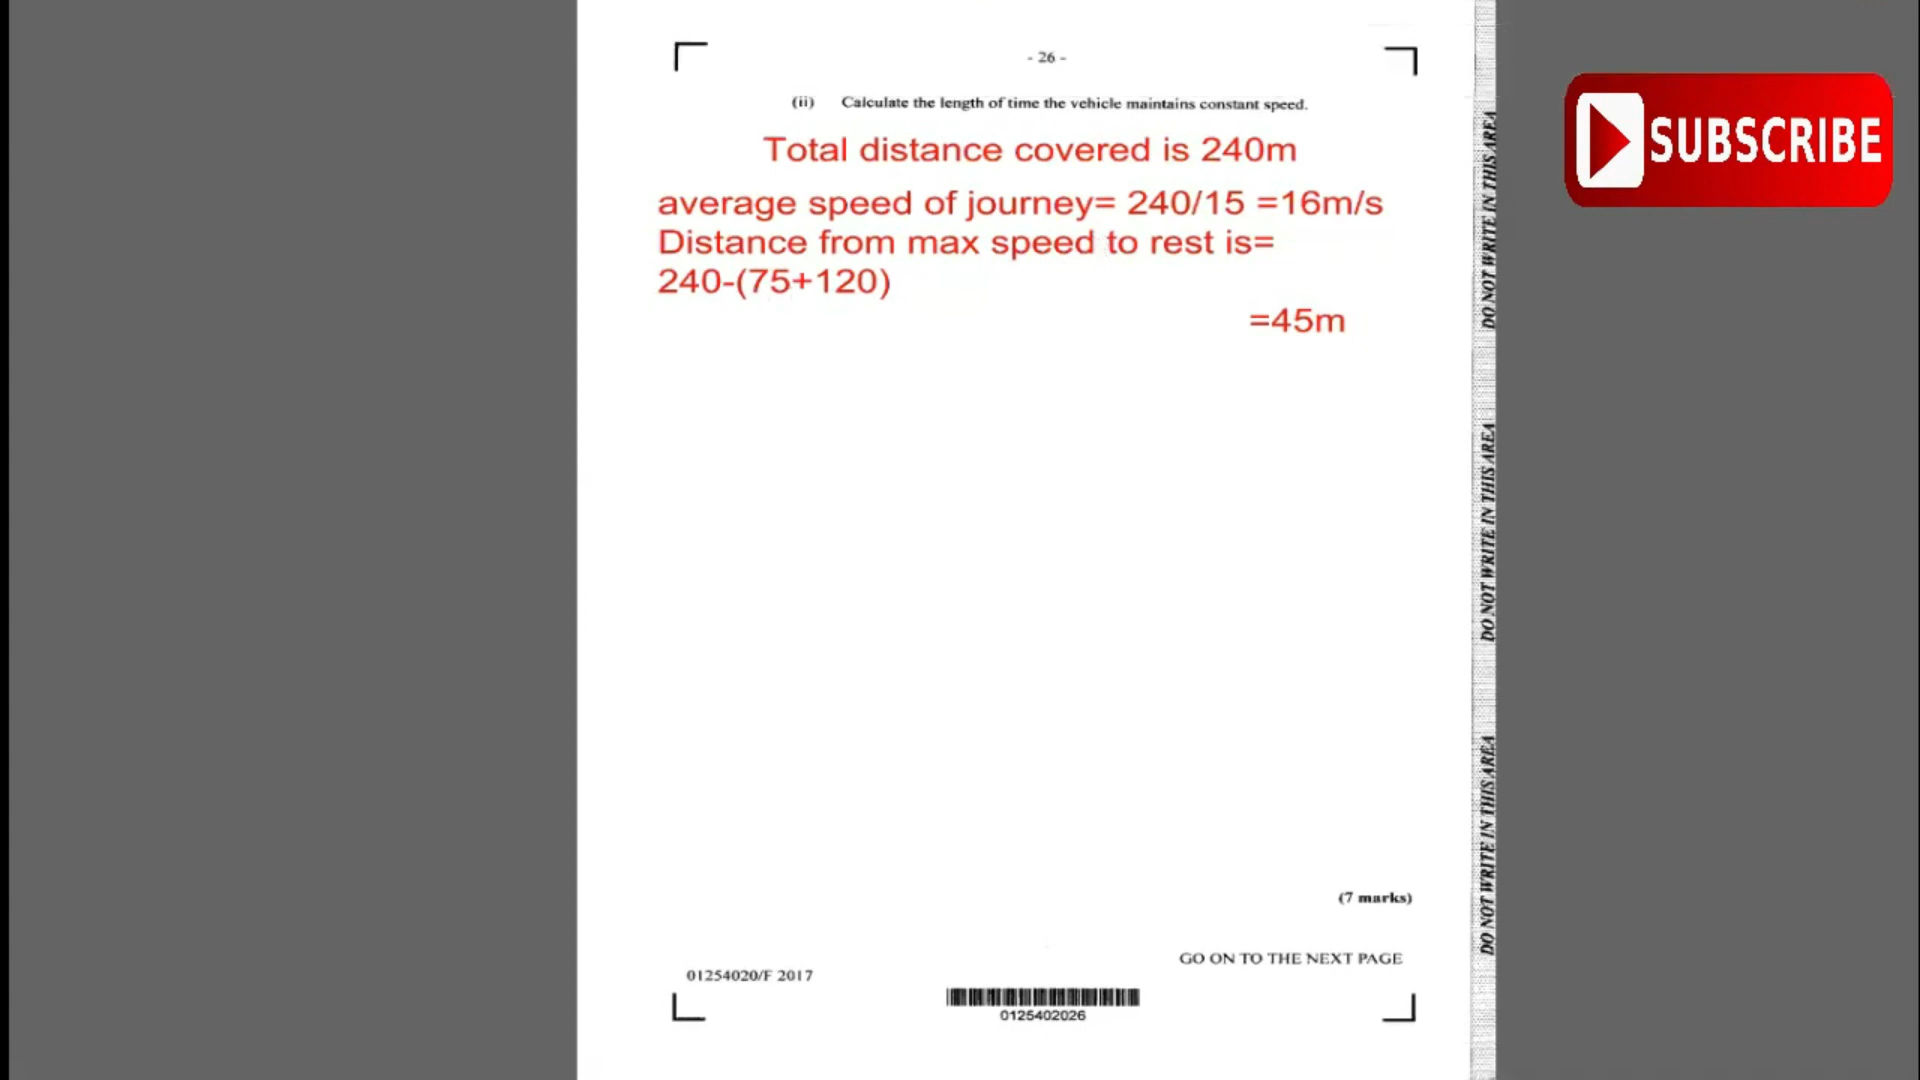 - 26 -
(ii) Calculate the length of time the vehicle maintains constant speed.
Total distance covered is 240m
average speed of journey= 240/15 =16m/s
Distance from max speed to rest is=
240-(75+120)
=45m
(7 marks)
GO ON TO THE NEXT PAGE
01254020/F 2017
0125402026
DO NOT WRITE IN THIS AREA
DO NOT WRITE IN THIS AREA
DO NOT WRITE IN THIS AREA
SUBSCRIBE